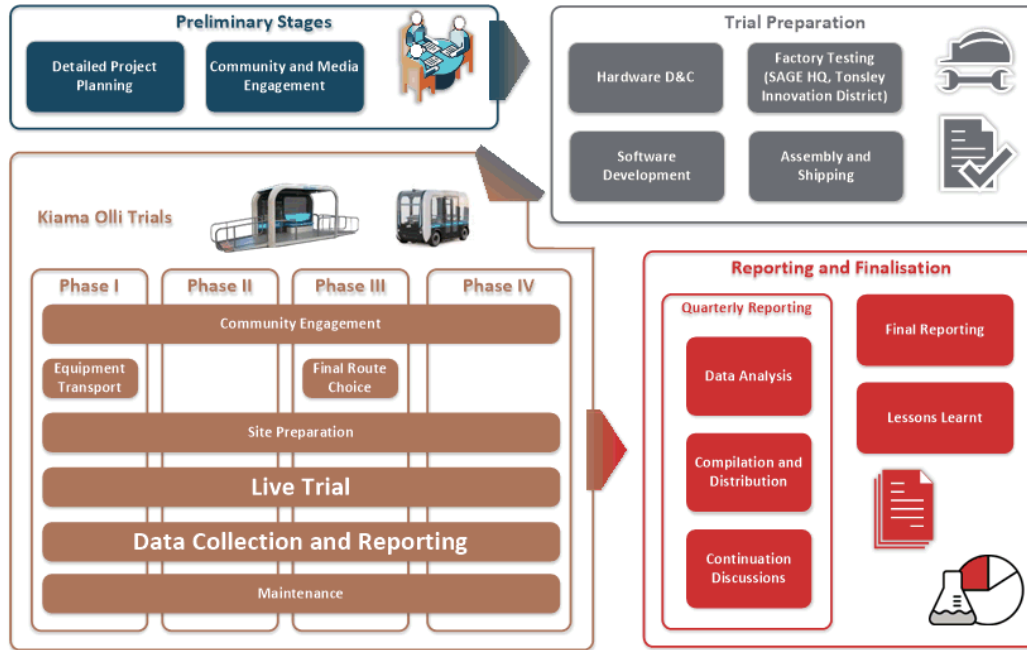 Preliminary Stages
Detailed Project
Planning
Community and Media
Engagement
Trial Preparation
Hardware D&C
Factory Testing
(SAGE HQ, Tonsley
Innovation District)
Software
Development
Assembly and
Shipping
Kiama Olli Trials
Phase I
Phase II
Phase III
Phase IV
Community Engagement
Equipment
Transport
Final Route
Choice
Site Preparation
Live Trial
Data Collection and Reporting
Maintenance
Reporting and Finalisation
Quarterly Reporting
Data Analysis
Compilation and
Distribution
Continuation
Discussions
Final Reporting
Lessons Learnt